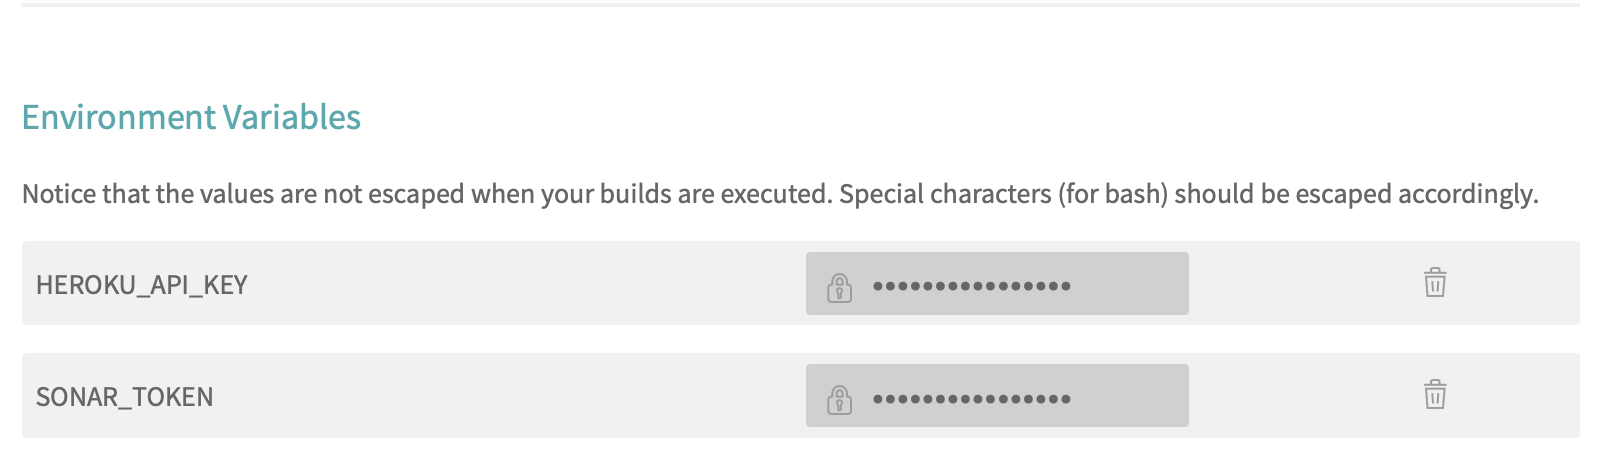 Environment Variables
Notice that the values are not escaped when your builds are executed. Special characters (for bash) should be escaped accordingly.
HEROKU_API_KEY ••••••••••••••••
SONAR_TOKEN ••••••••••••••••